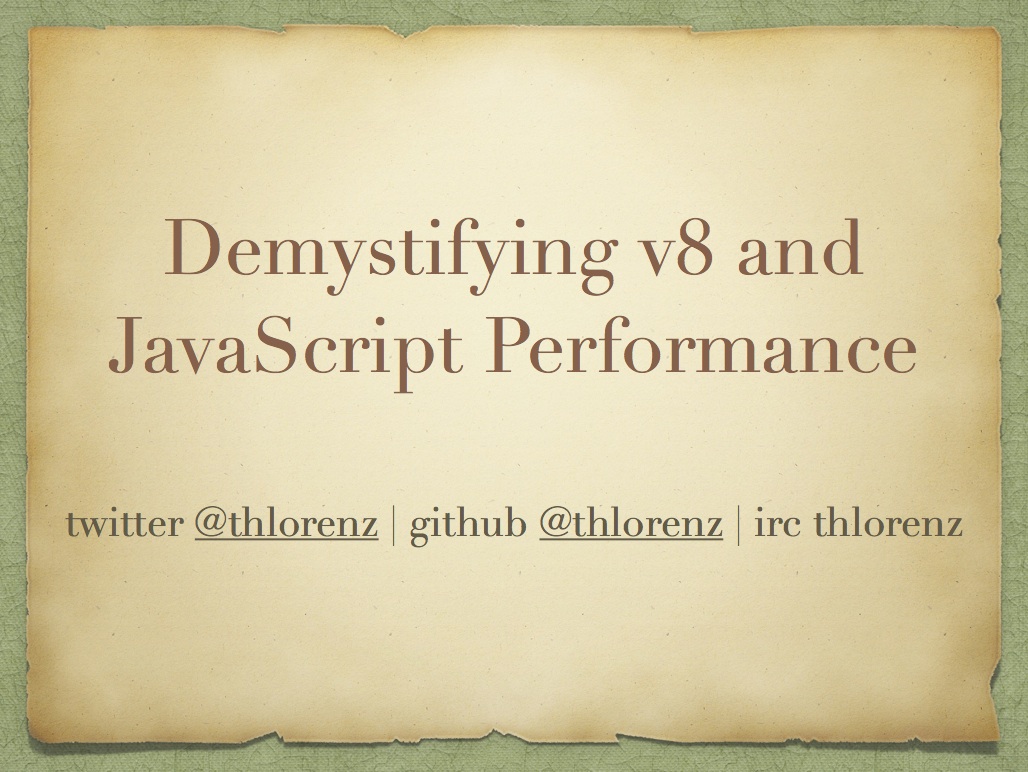 Demystifying v8 and
JavaScript Performance
twitter @thlorenz | github @thlorenz | irc thlorenz